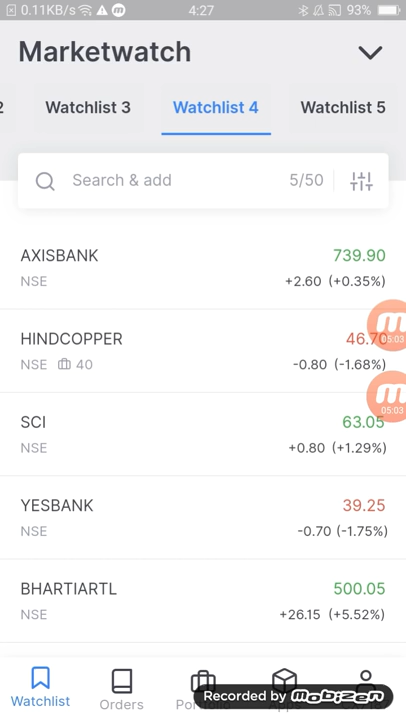 0.11KB/s 4:27 93%
Marketwatch
2 Watchlist 3 Watchlist 4 Watchlist 5
Search & add 5/50
AXISBANK 739.90
NSE +2.60 (+0.35%)
HINDCOPPER 46.70
NSE 40 -0.80 (-1.68%)
05:03
SCI 63.05
05:03
NSE +0.80 (+1.29%)
YESBANK 39.25
NSE -0.70 (-1.75%)
BHARTIARTL 500.05
NSE +26.15 (+5.52%)
Recorded by mobizen
Watchlist Orders